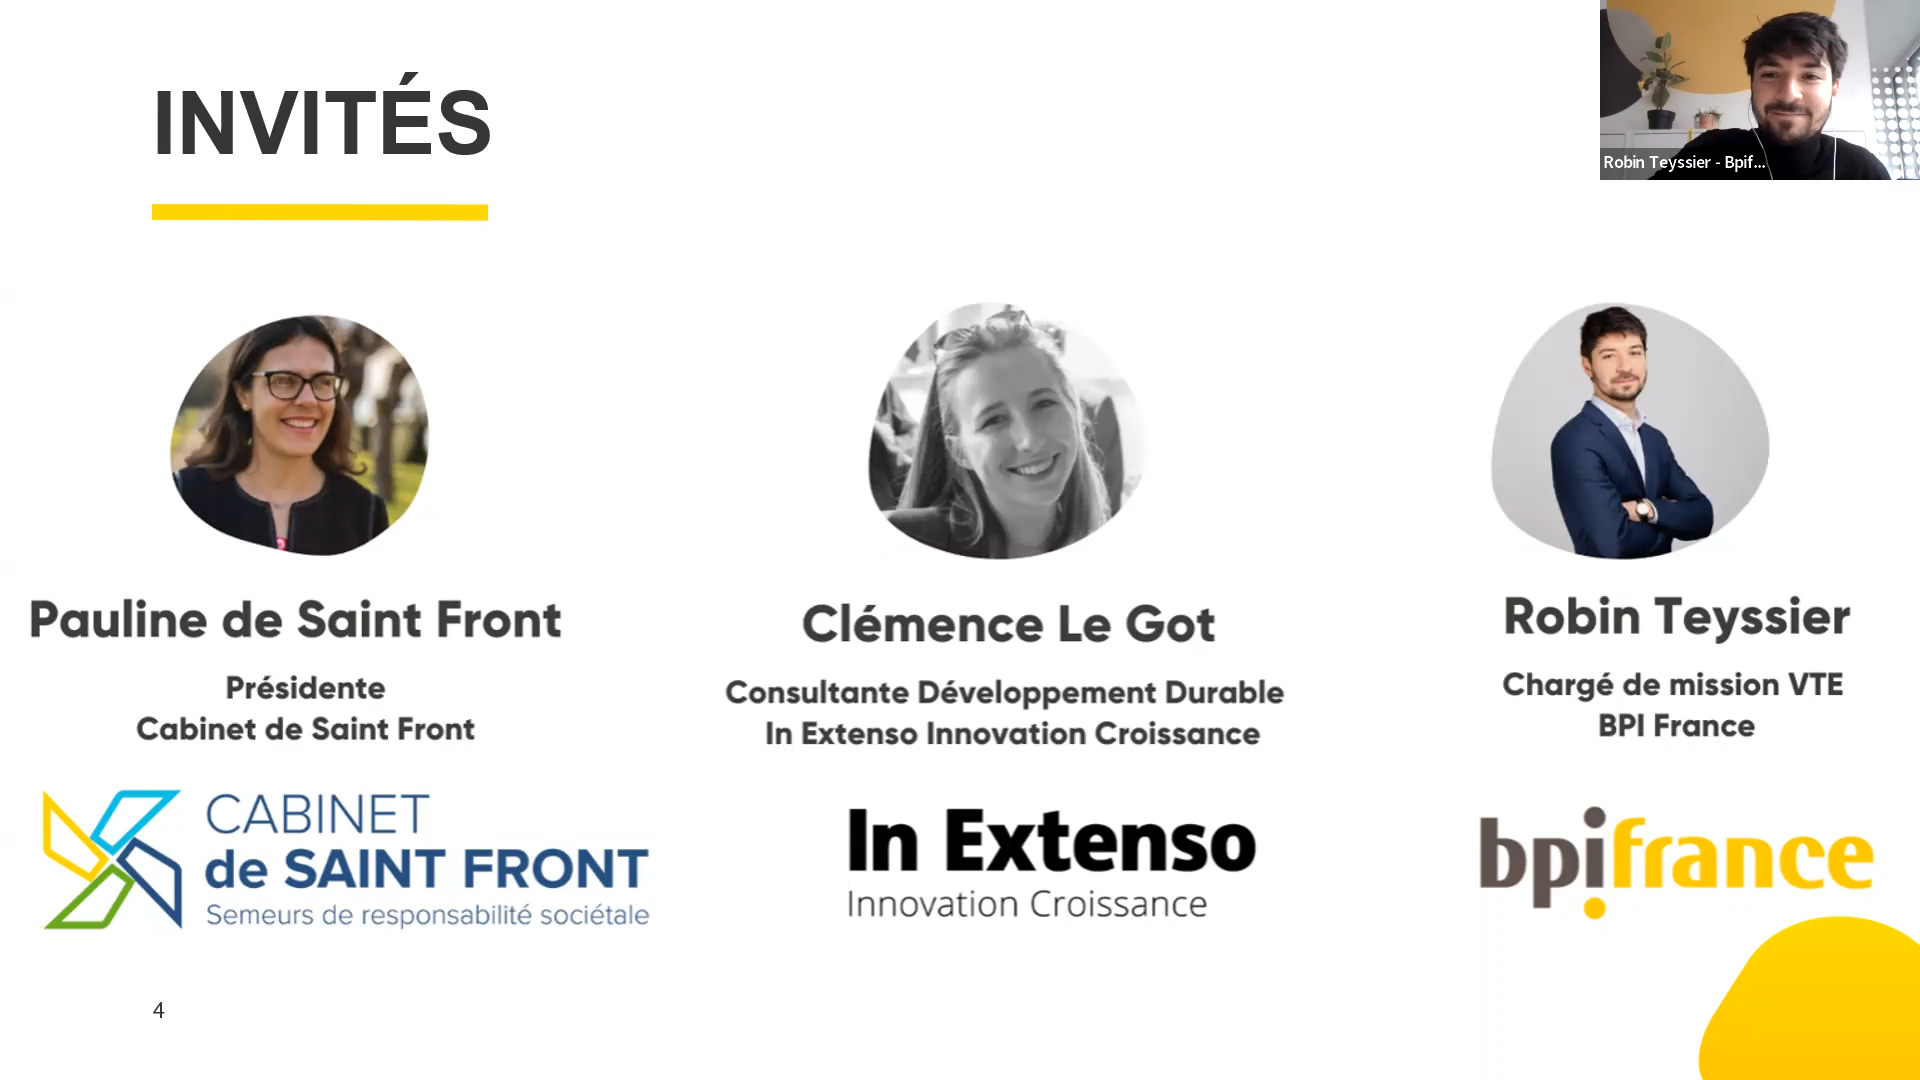 INVITÉS
Robin Teyssier - Bpif...
Pauline de Saint Front
Présidente
Cabinet de Saint Front
CABINET
de SAINT FRONT
Semeurs de responsabilité sociétale
Clémence Le Got
Consultante Développement Durable
In Extenso Innovation Croissance
In Extenso
Innovation Croissance
Robin Teyssier
Chargé de mission VTE
BPI France
bpifrance
4